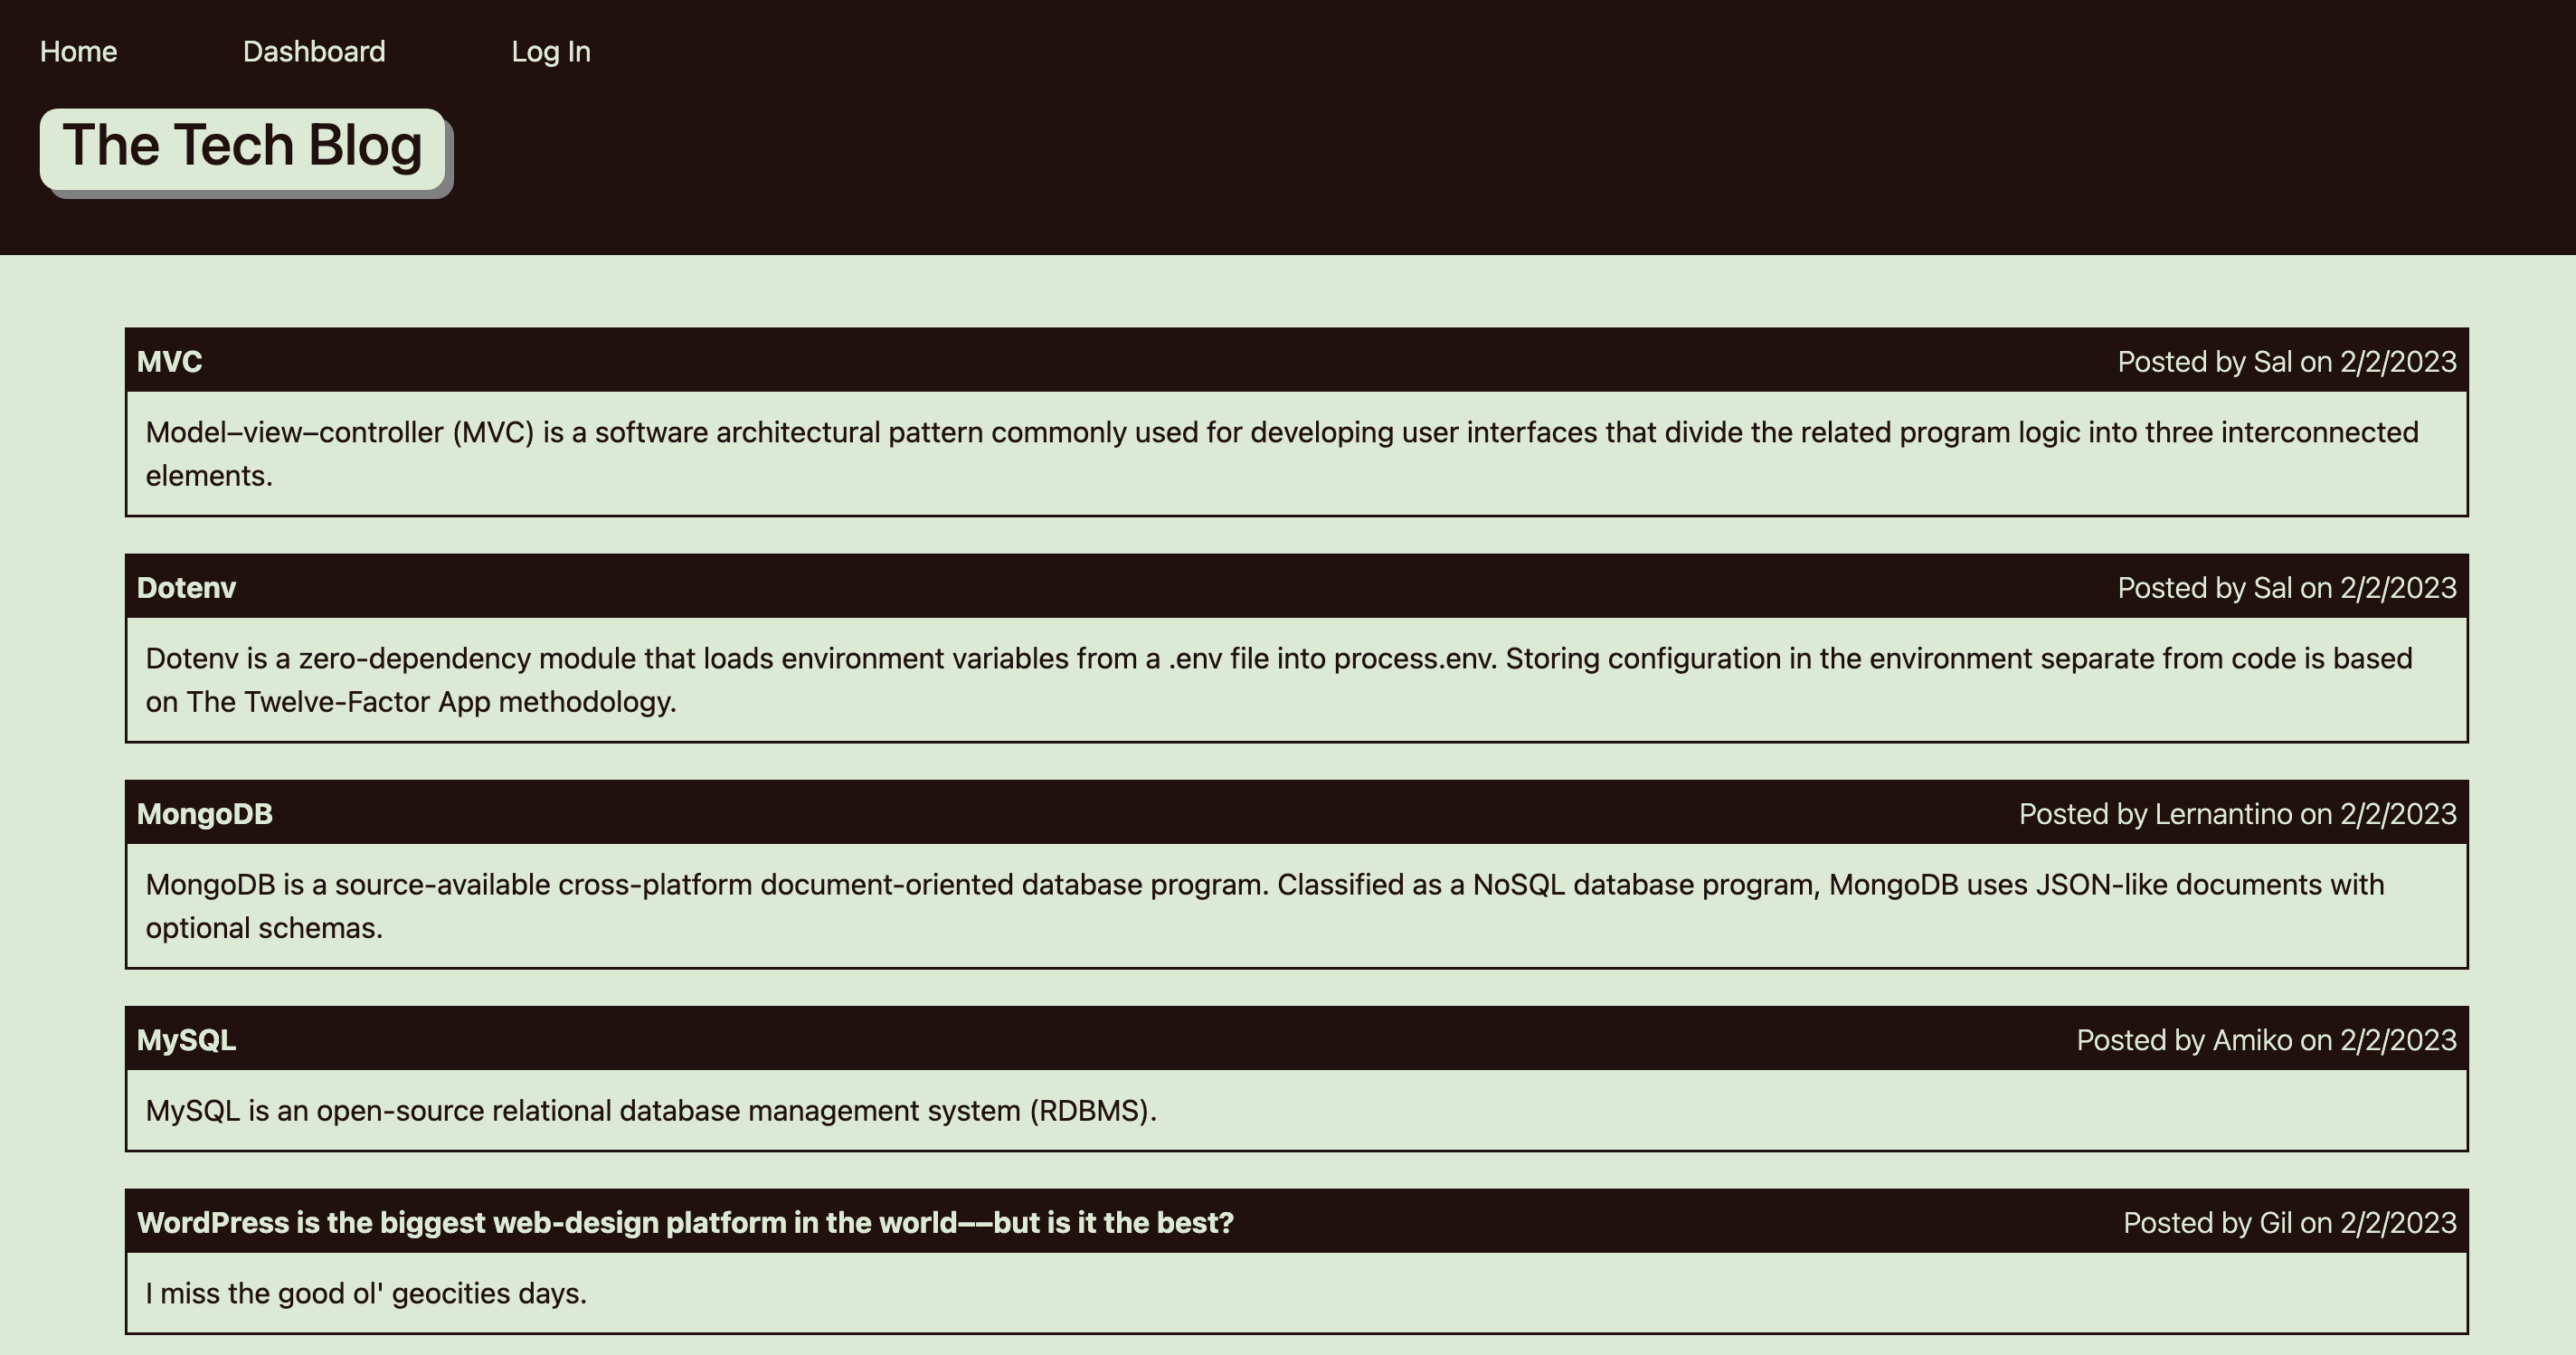 Home Dashboard Log In
The Tech Blog
MVC Posted by Sal on 2/2/2023
Model–view–controller (MVC) is a software architectural pattern commonly used for developing user interfaces that divide the related program logic into three interconnected
elements.
Dotenv Posted by Sal on 2/2/2023
Dotenv is a zero-dependency module that loads environment variables from a .env file into process.env. Storing configuration in the environment separate from code is based
on The Twelve-Factor App methodology.
MongoDB Posted by Lernantino on 2/2/2023
MongoDB is a source-available cross-platform document-oriented database program. Classified as a NoSQL database program, MongoDB uses JSON-like documents with
optional schemas.
MySQL Posted by Amiko on 2/2/2023
MySQL is an open-source relational database management system (RDBMS).
WordPress is the biggest web-design platform in the world––but is it the best? Posted by Gil on 2/2/2023
I miss the good ol' geocities days.